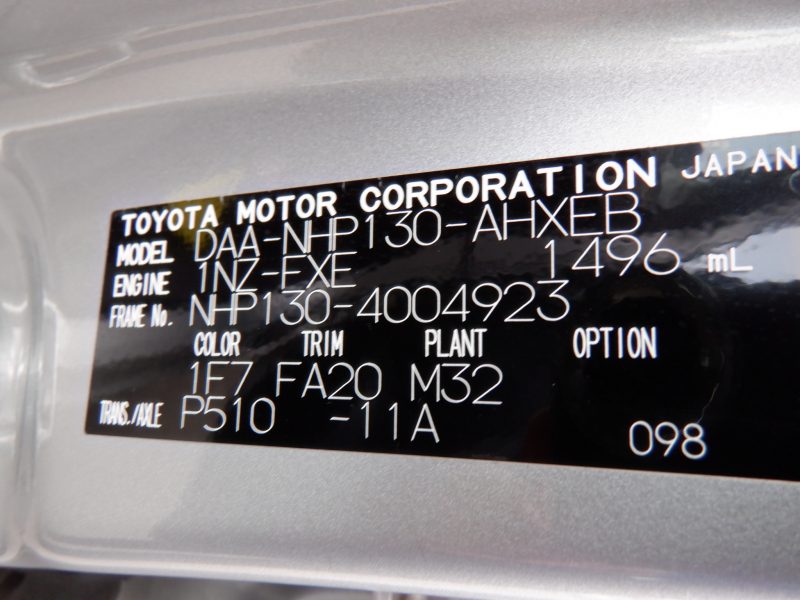 TOYOTA MOTOR CORPORATION JAPAN
MODEL DAA-NHP130-AHXEB
ENGINE 1NZ-FXE 1496 mL
FRAME No. NHP130-4004923
COLOR TRIM PLANT OPTION
1F7 FA20 M32
TRANS./AXLE P510 -11A
098